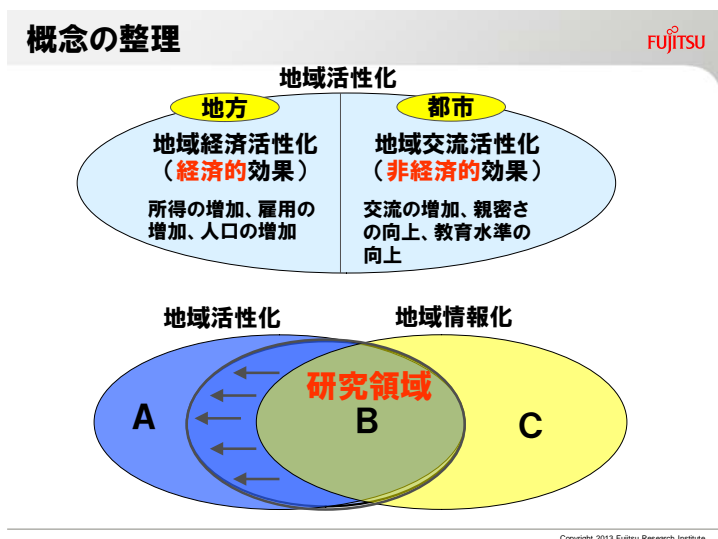 概念の整理
FUJITSU
地域活性化
地方
都市
地域経済活性化
（経済的効果）
所得の増加、雇用の
増加、人口の増加
地域交流活性化
（非経済的効果）
交流の増加、親密さ
の向上、教育水準の
向上
地域活性化
地域情報化
研究領域
A
B
C
Copyright 2013 Fujitsu Research Institute